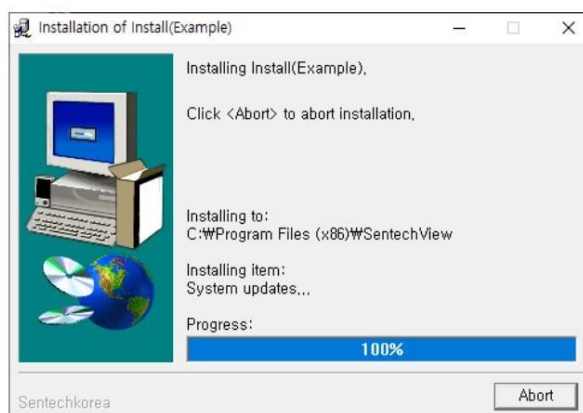 Installation of Install(Example)
Installing Install(Example),
Click <Abort> to abort installation,
Installing to:
C:₩Program Files (x86)₩SentechView
Installing item:
System updates,,,
Progress:
100%
Sentechkorea
Abort